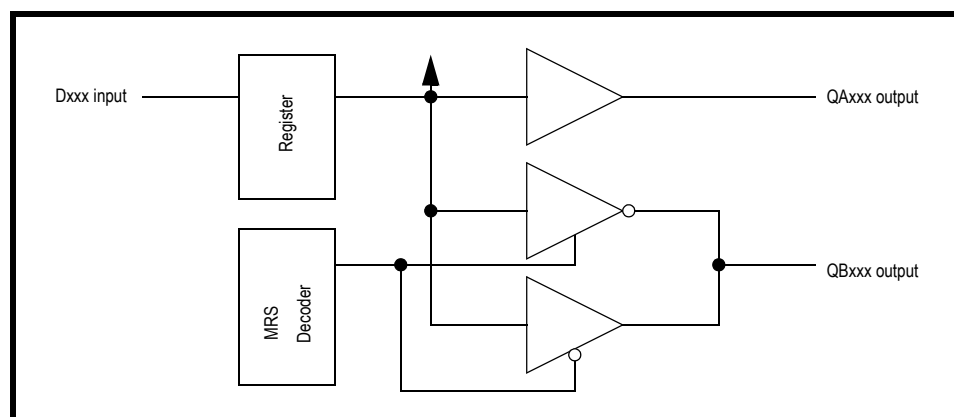 Dxxx input
Register
QAxxx output
MRS
Decoder
QBxxx output